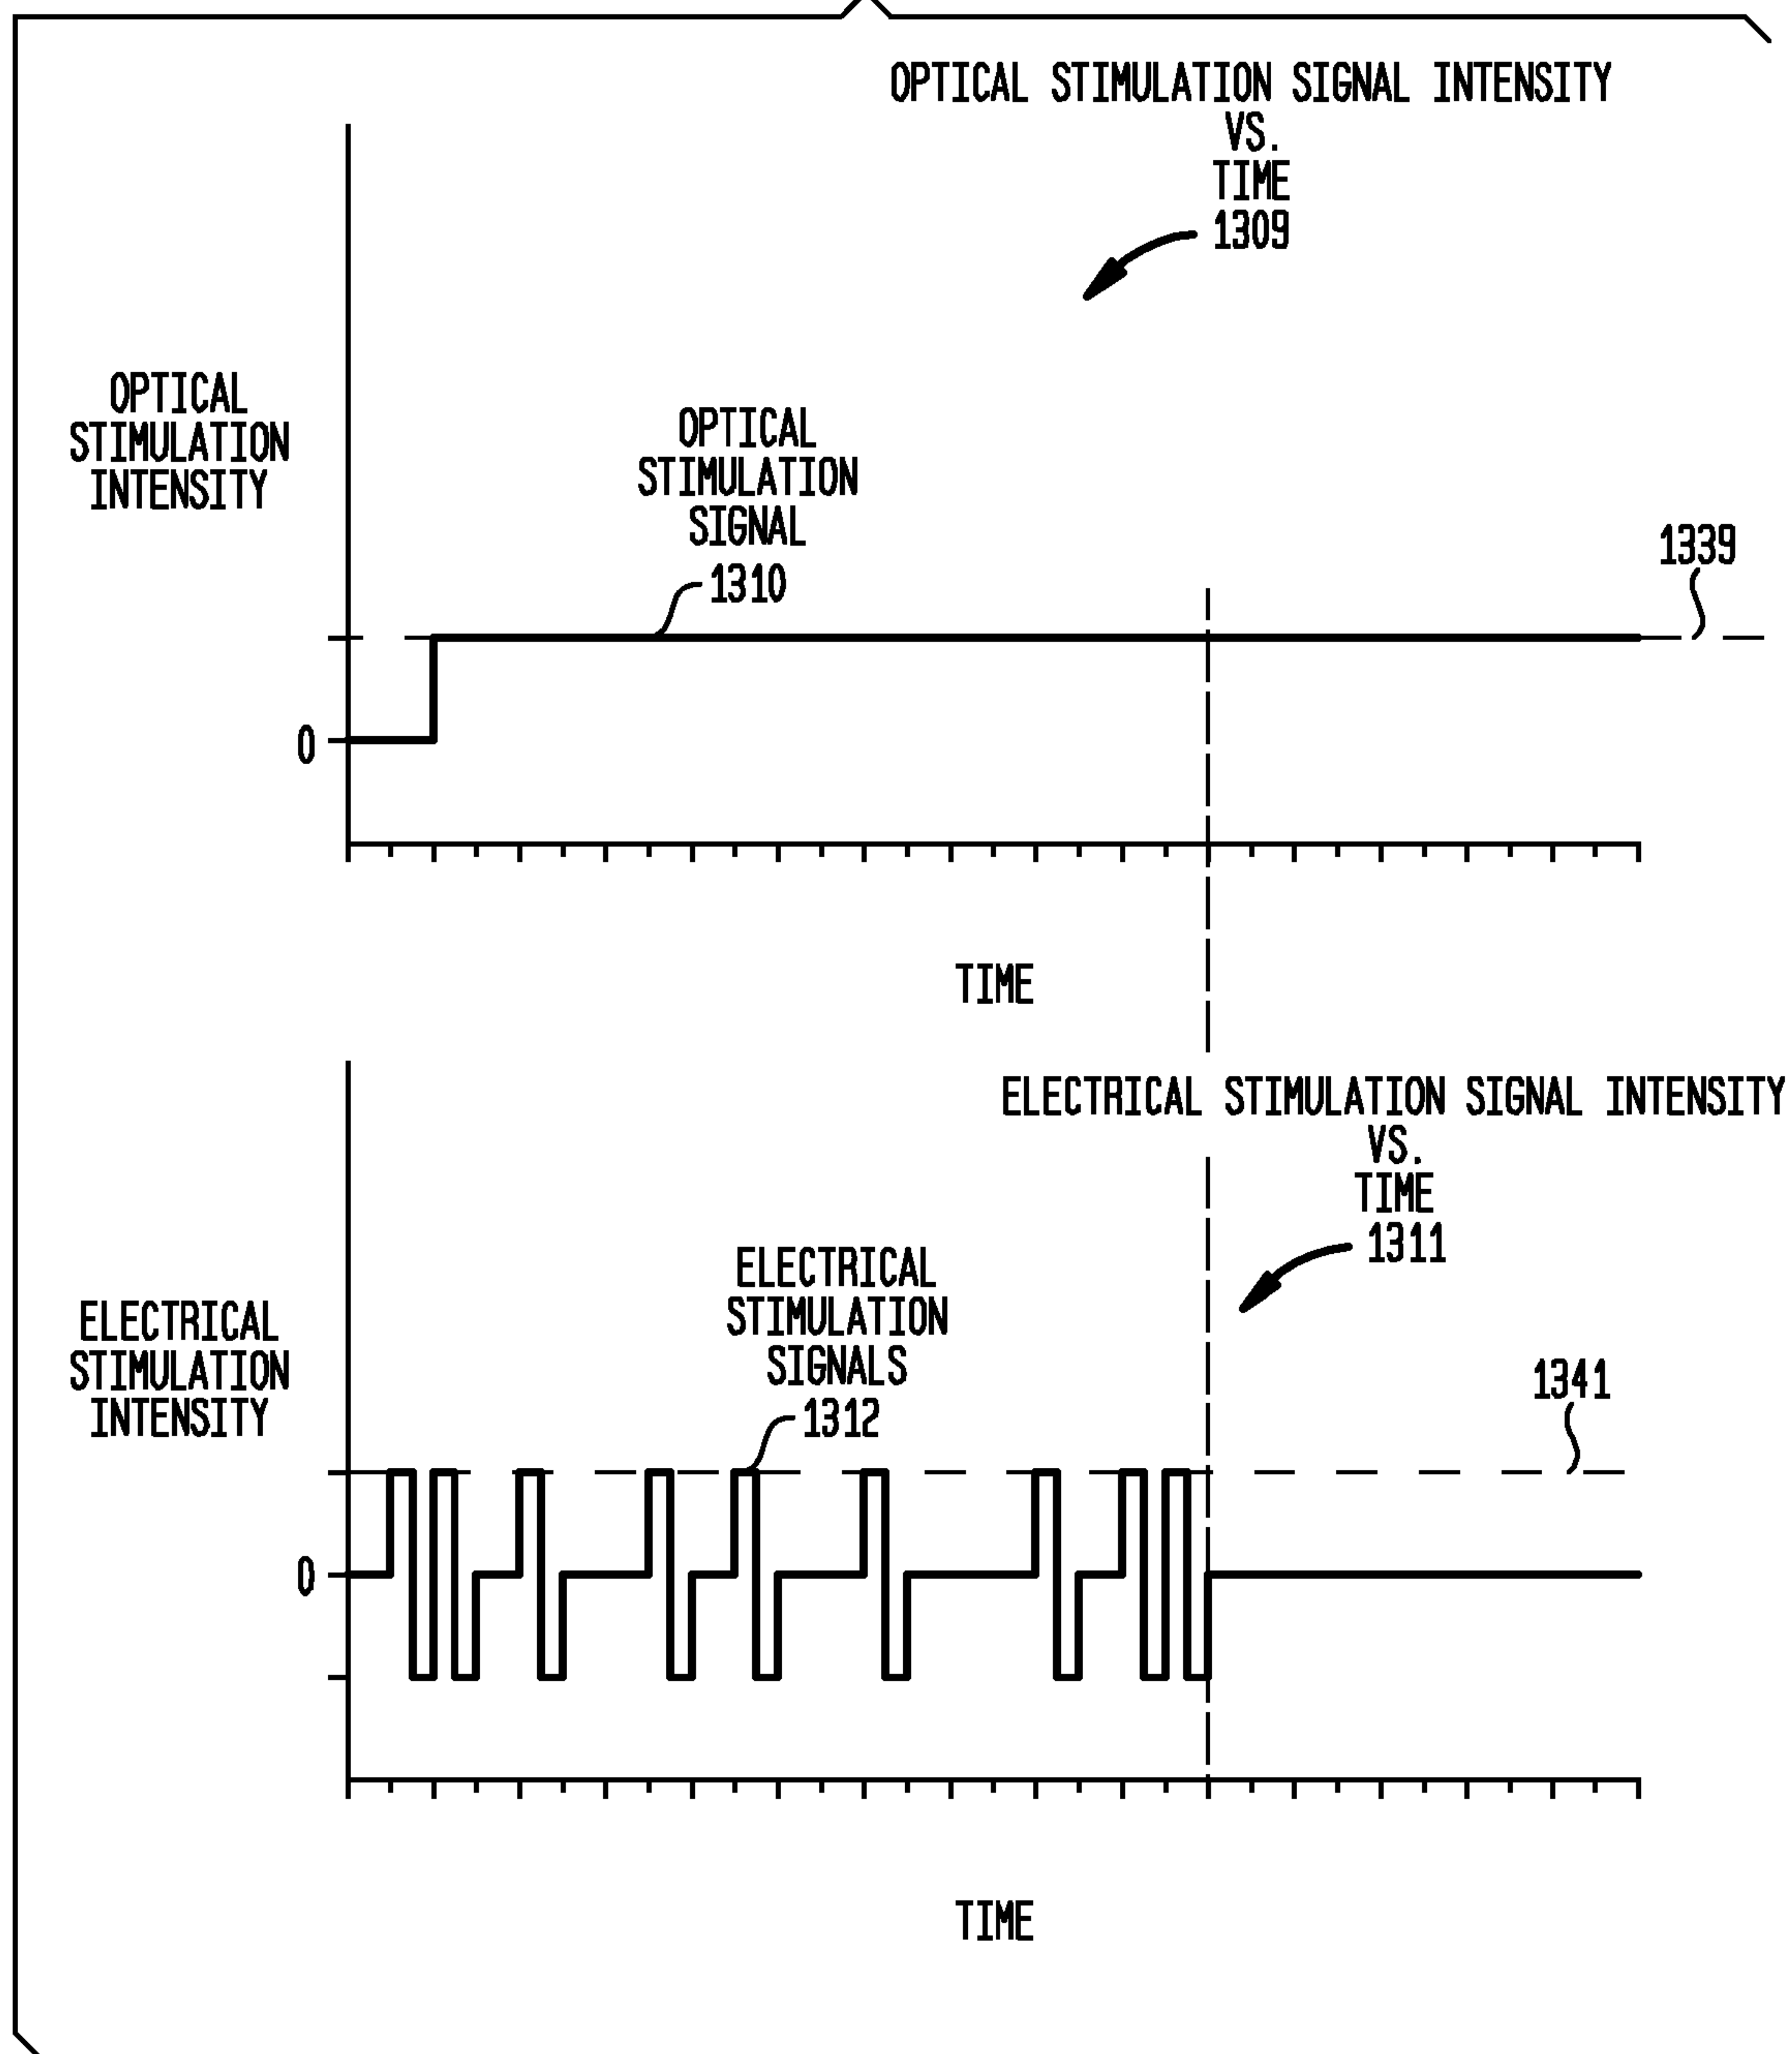 OPTICAL STIMULATION SIGNAL INTENSITY
VS.
TIME
1309
OPTICAL
STIMULATION
INTENSITY
OPTICAL
STIMULATION
SIGNAL
1310
1339
0
TIME
ELECTRICAL STIMULATION SIGNAL INTENSITY
VS.
TIME
1311
ELECTRICAL
STIMULATION
INTENSITY
ELECTRICAL
STIMULATION
SIGNALS
1312
1341
0
TIME